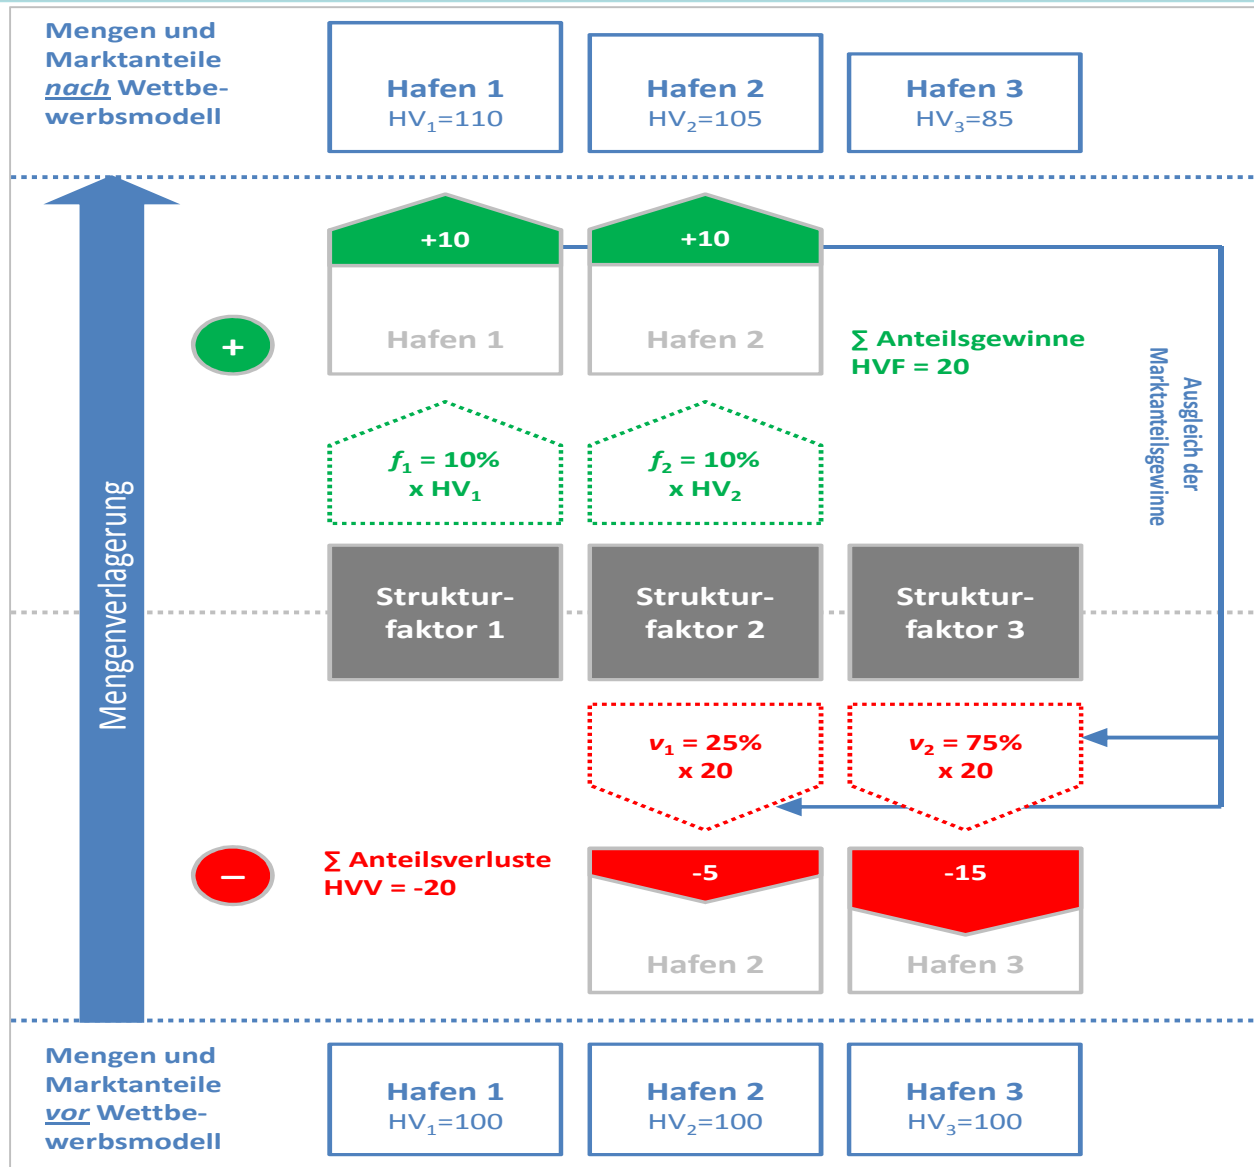 Mengen und
Marktanteile
nach Wettbe-
werbsmodell
Hafen 1
HV₁=110
Hafen 2
HV₂=105
Hafen 3
HV₃=85
+10
+10
Hafen 1
Hafen 2
+
∑ Anteilsgewinne
HVF = 20
Ausgleich der
Marktanteilsgewinne
f₁ = 10%
x HV₁
f₂ = 10%
x HV₂
Mengenverlagerung
Struktur-
faktor 1
Struktur-
faktor 2
Struktur-
faktor 3
v₁ = 25%
x 20
v₂ = 75%
x 20
–
∑ Anteilsverluste
HVV = -20
-5
-15
Hafen 2
Hafen 3
Mengen und
Marktanteile
vor Wettbe-
werbsmodell
Hafen 1
HV₁=100
Hafen 2
HV₂=100
Hafen 3
HV₃=100